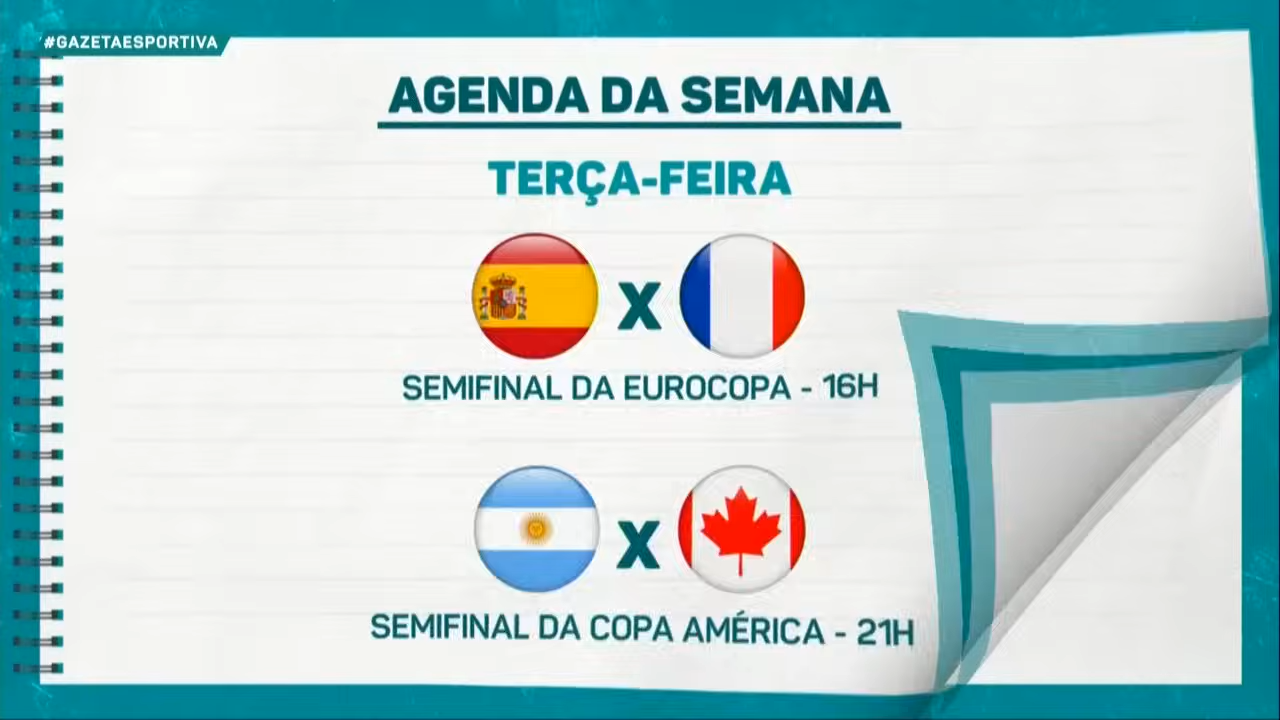 #GAZETAESPORTIVA
AGENDA DA SEMANA
TERÇA-FEIRA
X
SEMIFINAL DA EUROCOPA - 16H
X
SEMIFINAL DA COPA AMÉRICA - 21H